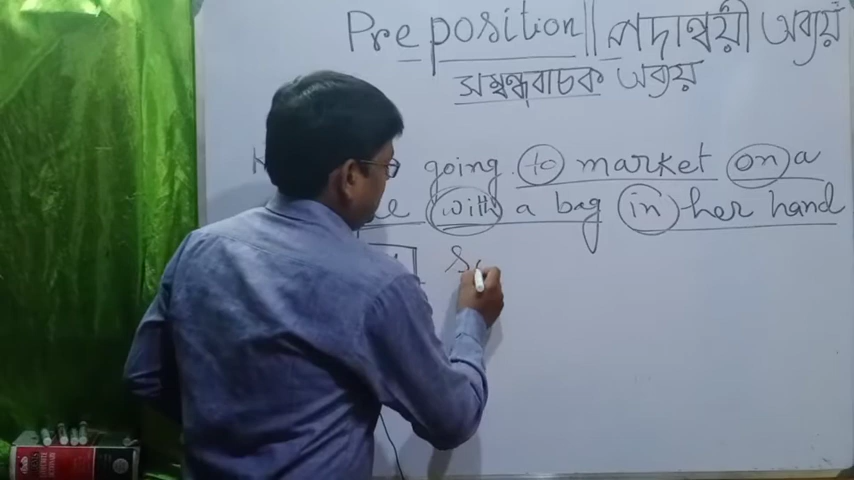 Preposition || পদান্বয়ী অব্যয়
সম্বন্ধবাচক অব্যয়
going to market on a
with a bag in her hand